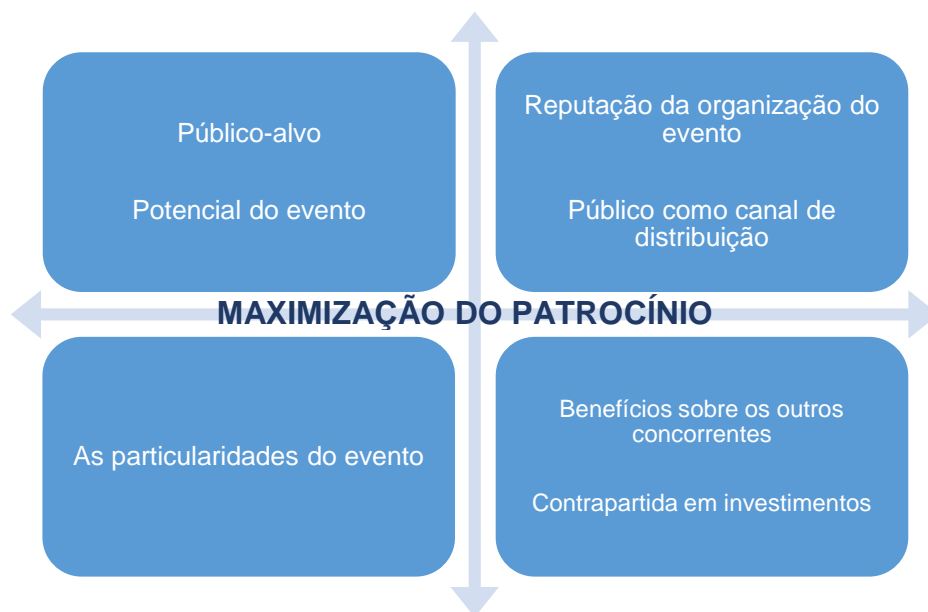 Público-alvo
Potencial do evento
Reputação da organização do
evento
Público como canal de
distribuição
MAXIMIZAÇÃO DO PATROCÍNIO
As particularidades do evento
Benefícios sobre os outros
concorrentes
Contrapartida em investimentos